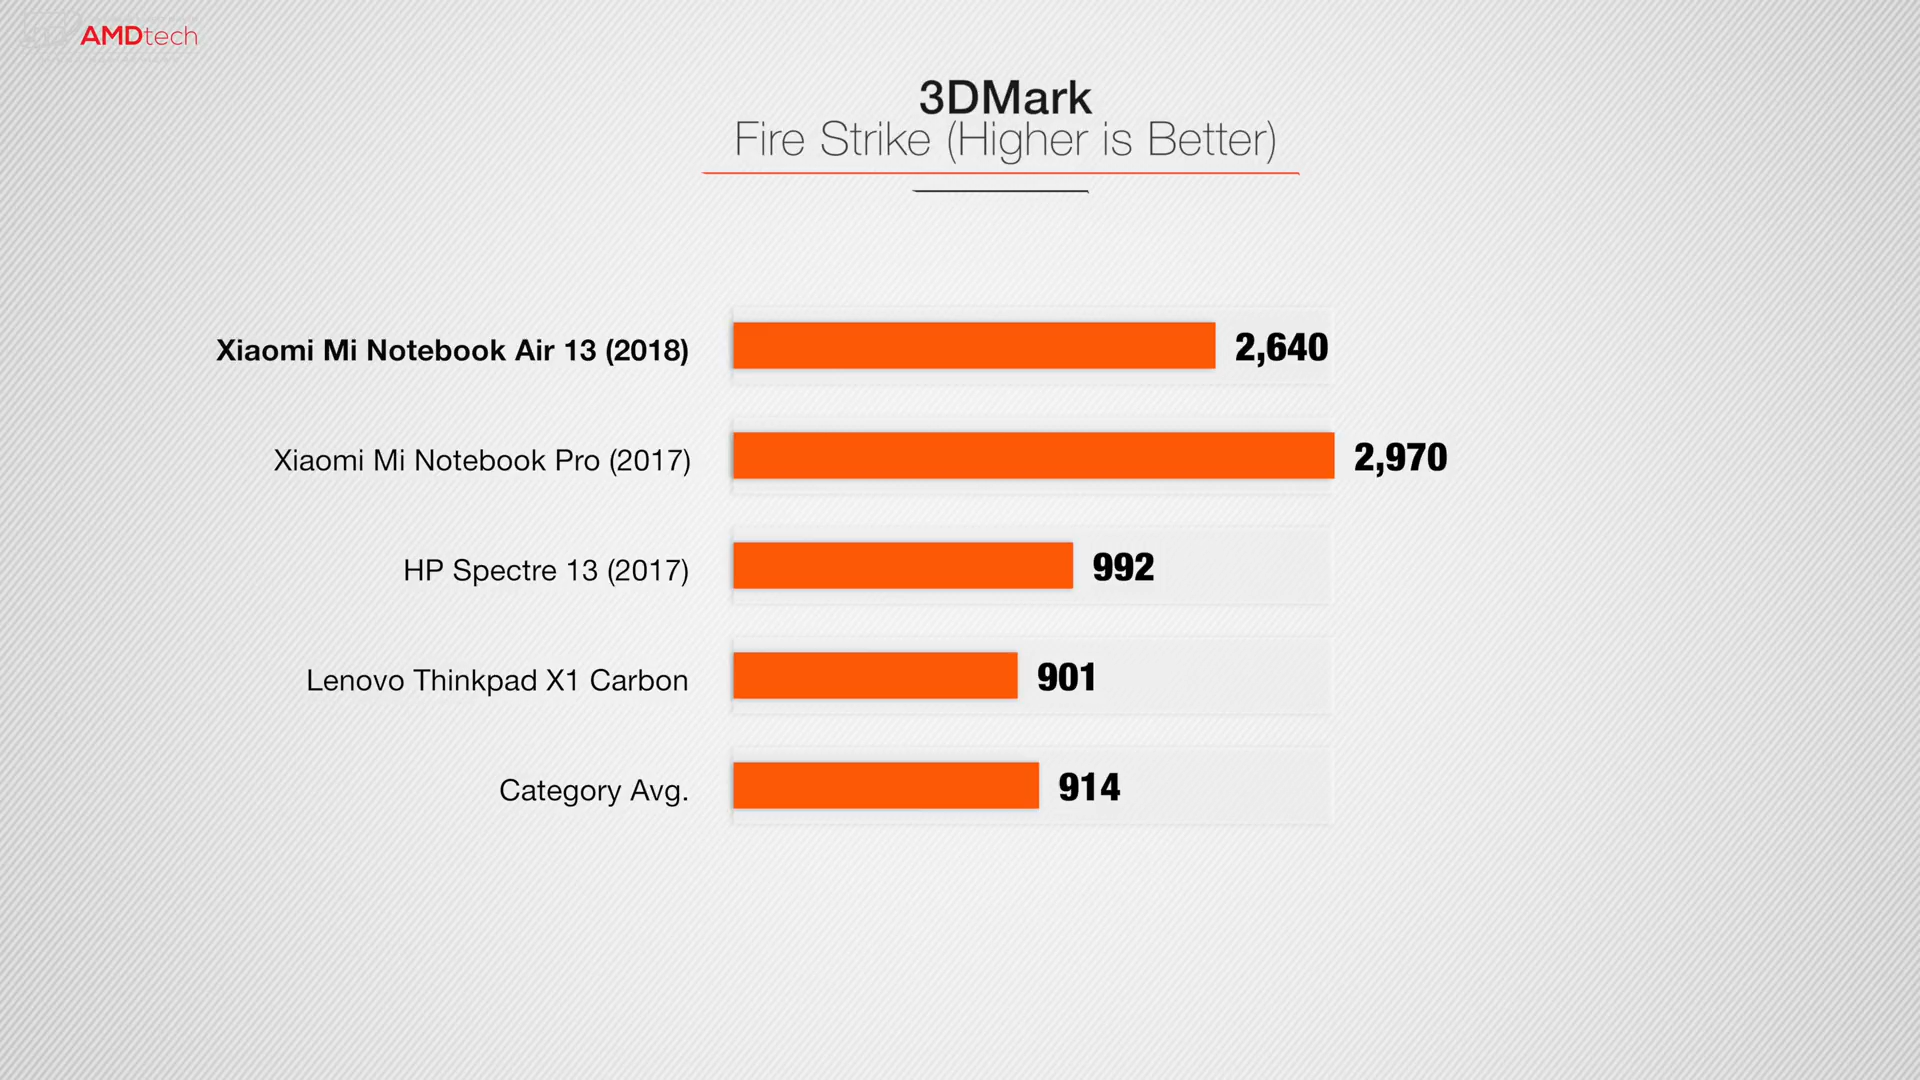 AMDtech
3DMark
Fire Strike (Higher is Better)
Xiaomi Mi Notebook Air 13 (2018) 2,640
Xiaomi Mi Notebook Pro (2017) 2,970
HP Spectre 13 (2017) 992
Lenovo Thinkpad X1 Carbon 901
Category Avg. 914